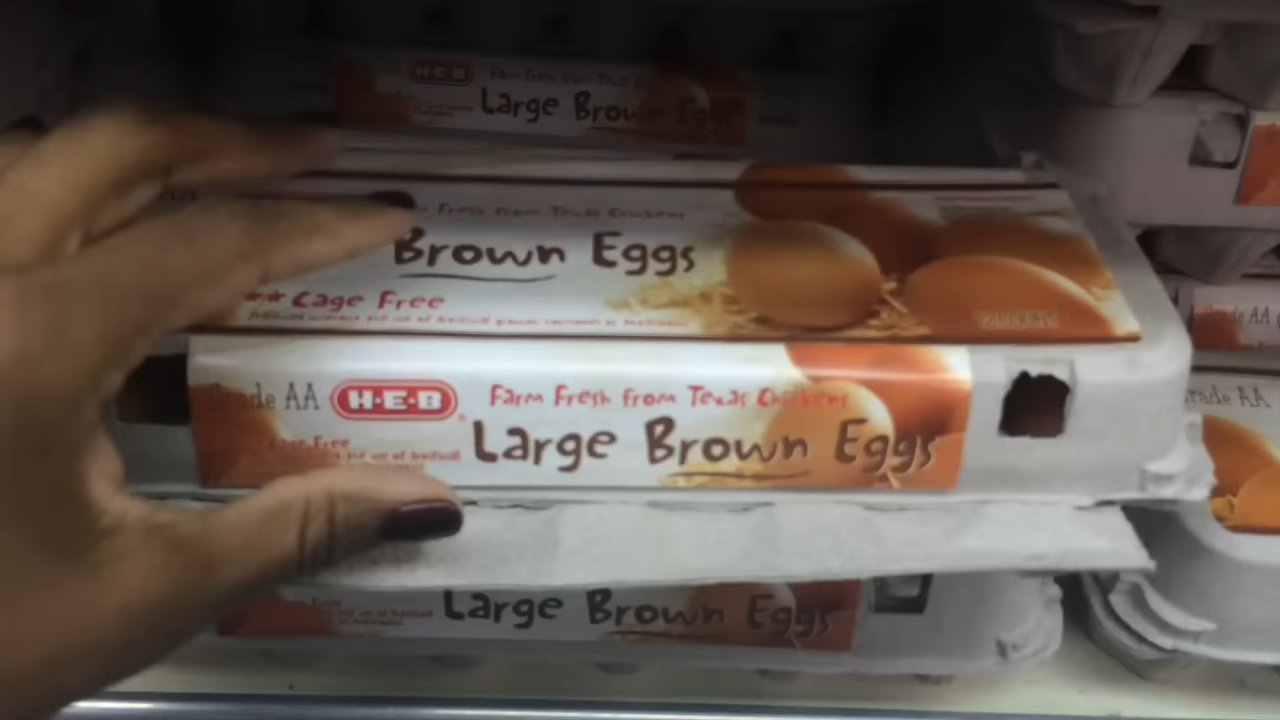 H-E-B
Large Brown Eggs
Fresh from Texas Chickens
Brown Eggs
** Cage Free
Grade AA H-E-B Farm Fresh from Texas Chickens
Cage Free
Large Brown Eggs
Large Brown Eggs
Grade AA